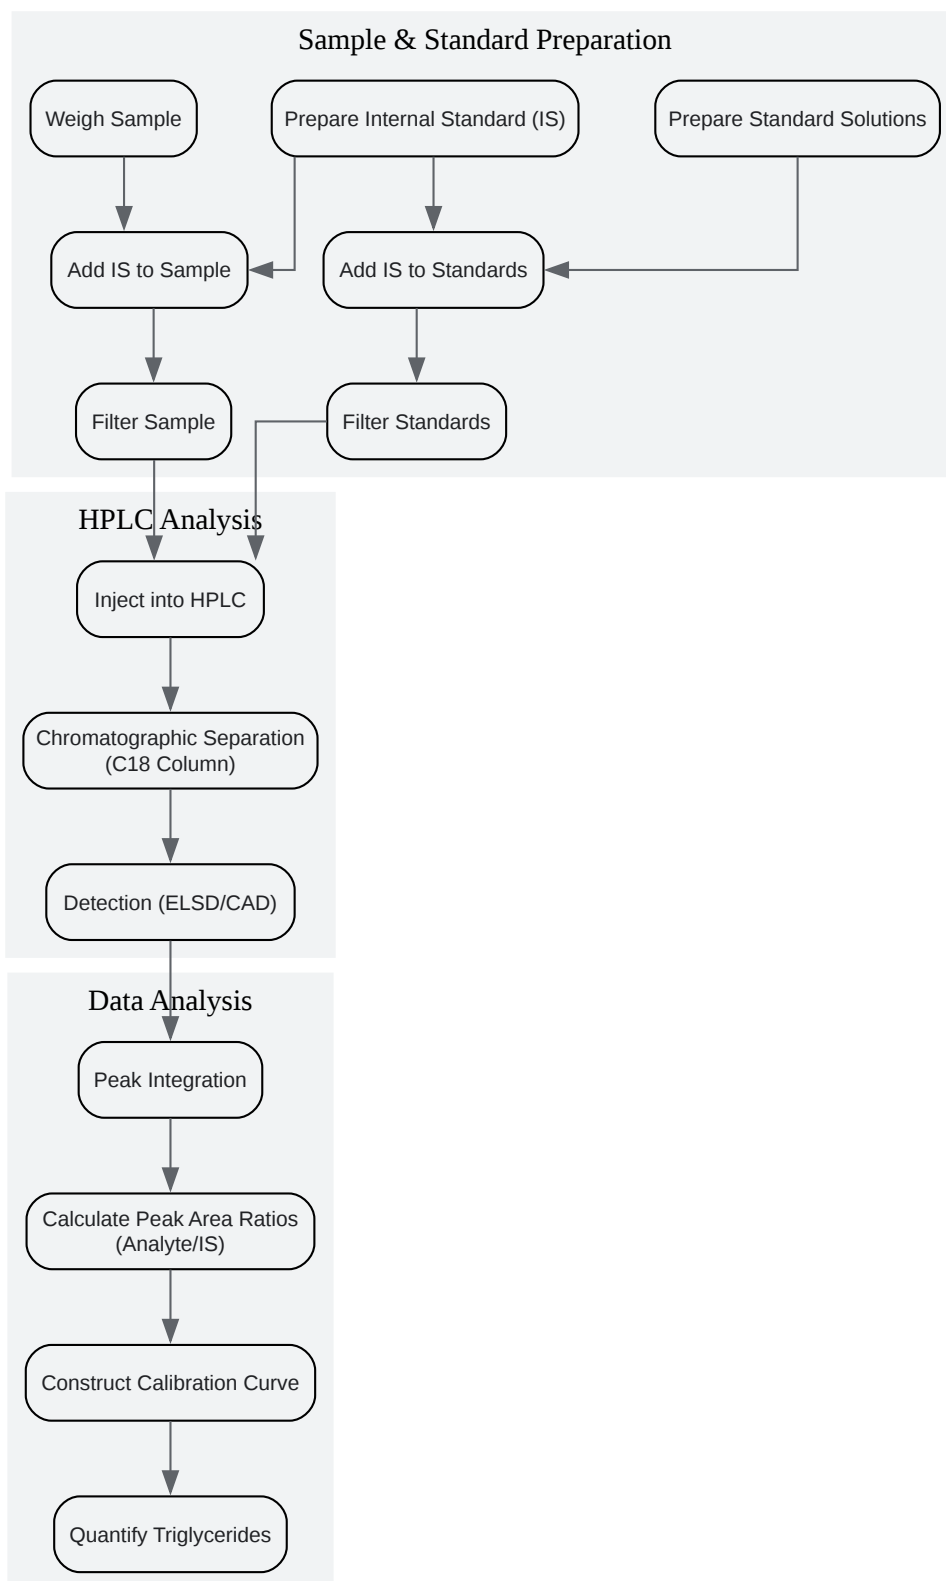 Sample & Standard Preparation
Weigh Sample
Prepare Internal Standard (IS)
Prepare Standard Solutions
Add IS to Sample
Add IS to Standards
Filter Sample
Filter Standards
HPLC Analysis
Inject into HPLC
Chromatographic Separation
(C18 Column)
Detection (ELSD/CAD)
Data Analysis
Peak Integration
Calculate Peak Area Ratios
(Analyte/IS)
Construct Calibration Curve
Quantify Triglycerides